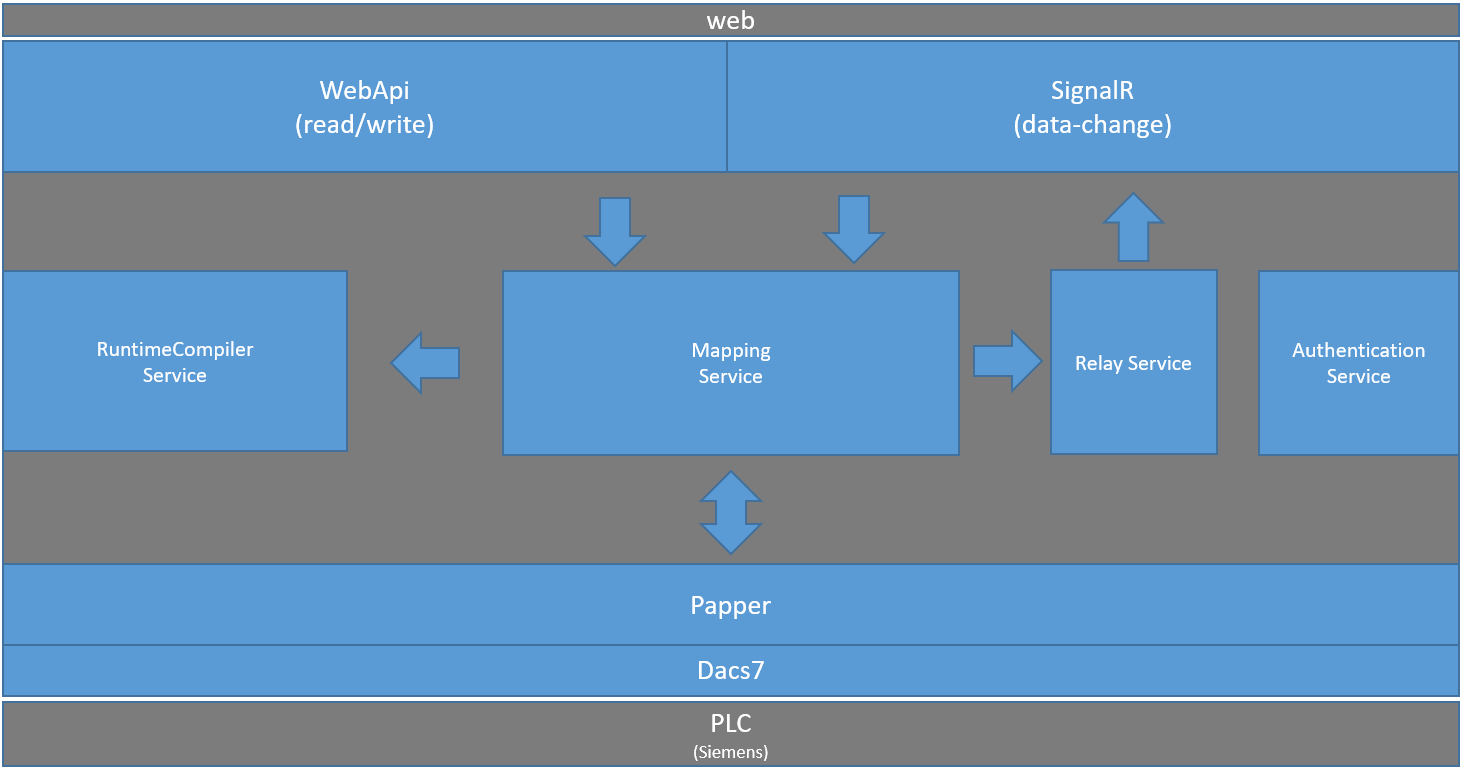 web
WebApi
(read/write)
SignalR
(data-change)
RuntimeCompiler
Service
Mapping
Service
Relay Service
Authentication
Service
Papper
Dacs7
PLC
(Siemens)